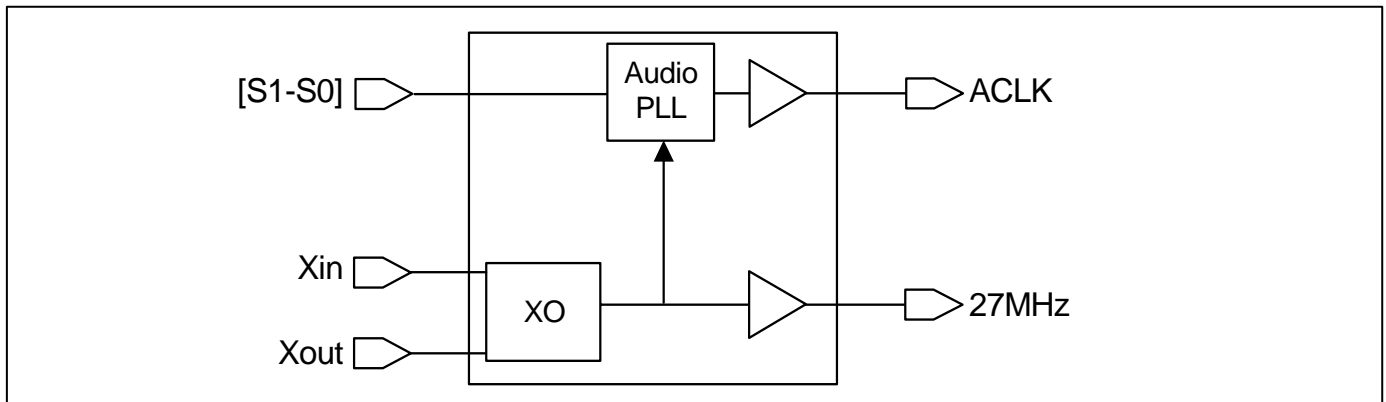 [S1-S0]
Audio
PLL
ACLK
Xin
XO
27MHz
Xout